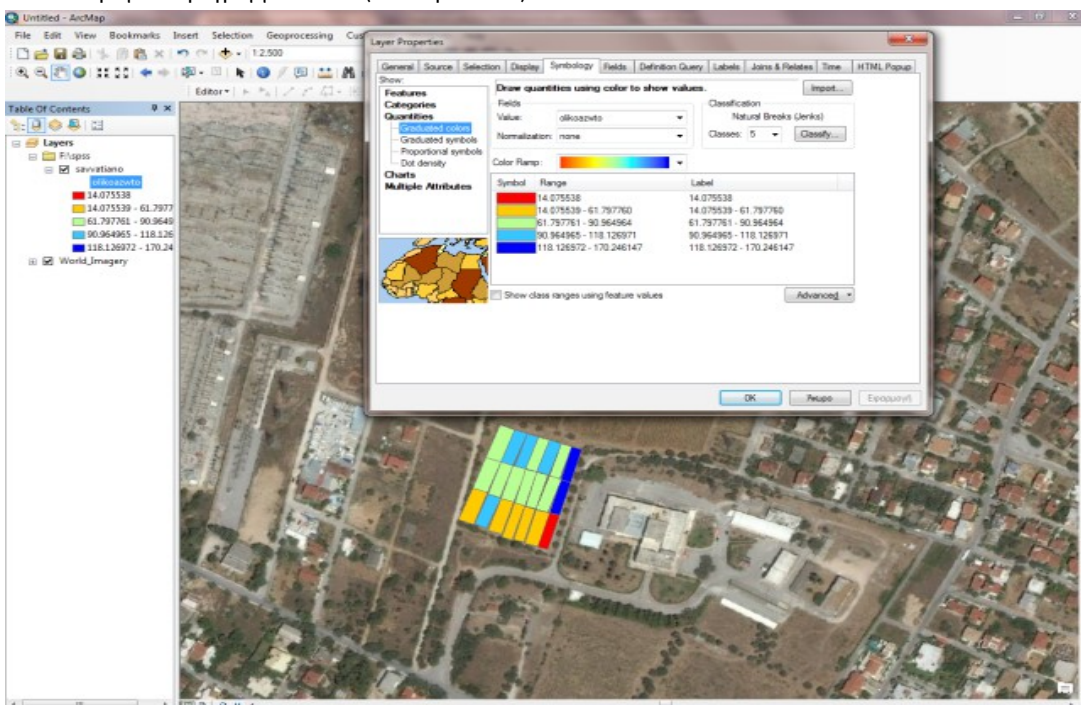 Untitled - ArcMap
File Edit View Bookmarks Insert Selection Geoprocessing Cus
1:2,500
Editor
Table Of Contents
Layers
F:\spss
savvatiano
olikoazwto
14.075538
14.075539 - 61.7977
61.797761 - 90.9649
90.964965 - 118.126
118.126972 - 170.24
World_Imagery
Layer Properties
General Source Selection Display Symbology Fields Definition Query Labels Joins & Relates Time HTML Popup
Show:
Features
Categories
Quantities
Graduated colors
Graduated symbols
Proportional symbols
Dot density
Charts
Multiple Attributes
Draw quantities using color to show values.
Import...
Fields
Value: olikoazwto
Normalization: none
Classification
Natural Breaks (Jenks)
Classes: 5 Classify...
Color Ramp:
Symbol Range Label
14.075538 14.075538
14.075539 - 61.797760 14.075539 - 61.797760
61.797761 - 90.964964 61.797761 - 90.964964
90.964965 - 118.126971 90.964965 - 118.126971
118.126972 - 170.246147 118.126972 - 170.246147
Show class ranges using feature values
Advanced
OK Άκυρο Εφαρμογή